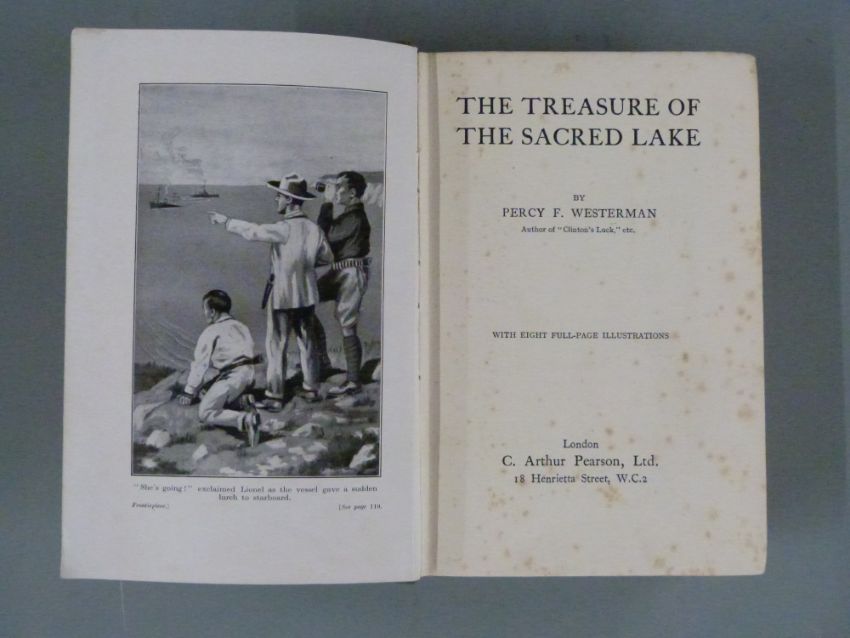 "She's going!" exclaimed Lionel as the vessel gave a sudden
lurch to starboard.
Frontispiece.]
[See page 119.
THE TREASURE OF
THE SACRED LAKE
BY
PERCY F. WESTERMAN
Author of "Clinton's Luck," etc.
WITH EIGHT FULL-PAGE ILLUSTRATIONS
London
C. Arthur Pearson, Ltd.
18 Henrietta Street, W.C.2